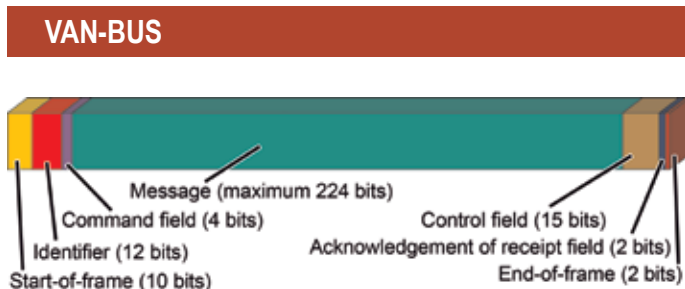 VAN-BUS
Message (maximum 224 bits)
Command field (4 bits)
Identifier (12 bits)
Start-of-frame (10 bits)
Control field (15 bits)
Acknowledgement of receipt field (2 bits)
End-of-frame (2 bits)